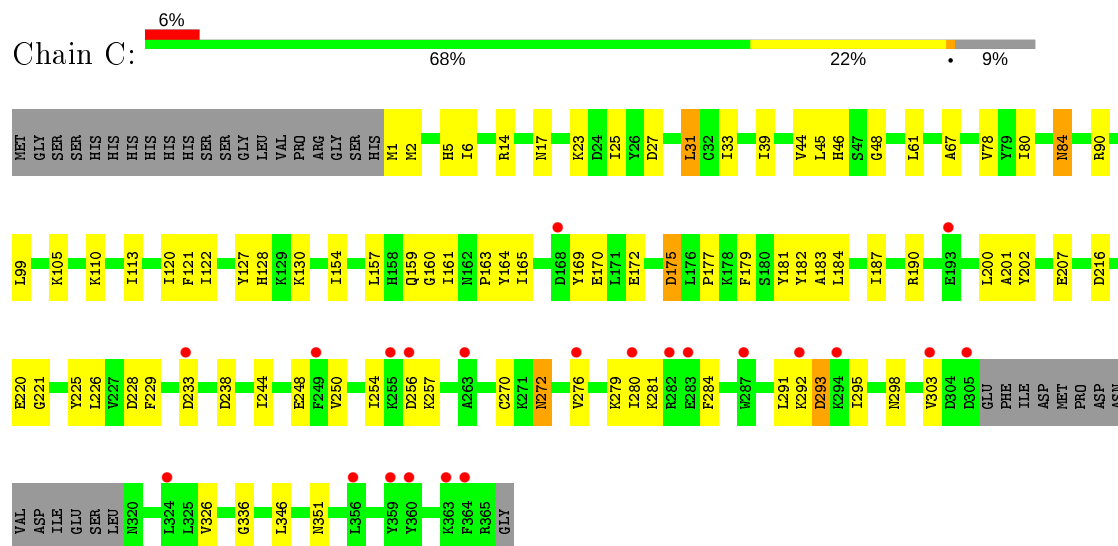 6%
Chain C:
68% 22% • 9%
MET GLY SER SER HIS HIS HIS HIS HIS HIS SER SER GLY LEU VAL PRO ARG GLY SER HIS M1 M2 H5 I6 R14 N17 K23 D24 I25 Y26 D27 L31 C32 I33 I39 V44 L45 H46 S47 G48 L61 A67 V78 Y79 I80 N84 R90
L99 K105 K110 I113 I120 F121 I122 Y127 H128 K129 K130 I154 L157 H158 Q159 G160 I161 N162 P163 Y164 I165 D168 Y169 E170 L171 E172 D175 L176 P177 K178 F179 S180 Y181 Y182 A183 L184 I187 R190 E193 L200 A201 Y202 E207 D216
E220 G221 Y225 L226 V227 D228 F229 D233 D238 I244 E248 F249 V250 I254 K255 D256 K257 A263 C270 K271 N272 V276 K279 I280 K281 R282 E283 F284 W287 L291 K292 D293 K294 I295 N298 V303 D304 D305 GLU PHE ILE ASP MET PRO ASP ASN
VAL ASP ILE GLU SER LEU N320 L324 L325 V326 G336 L346 N351 L356 Y359 Y360 K363 F364 R365 GLY